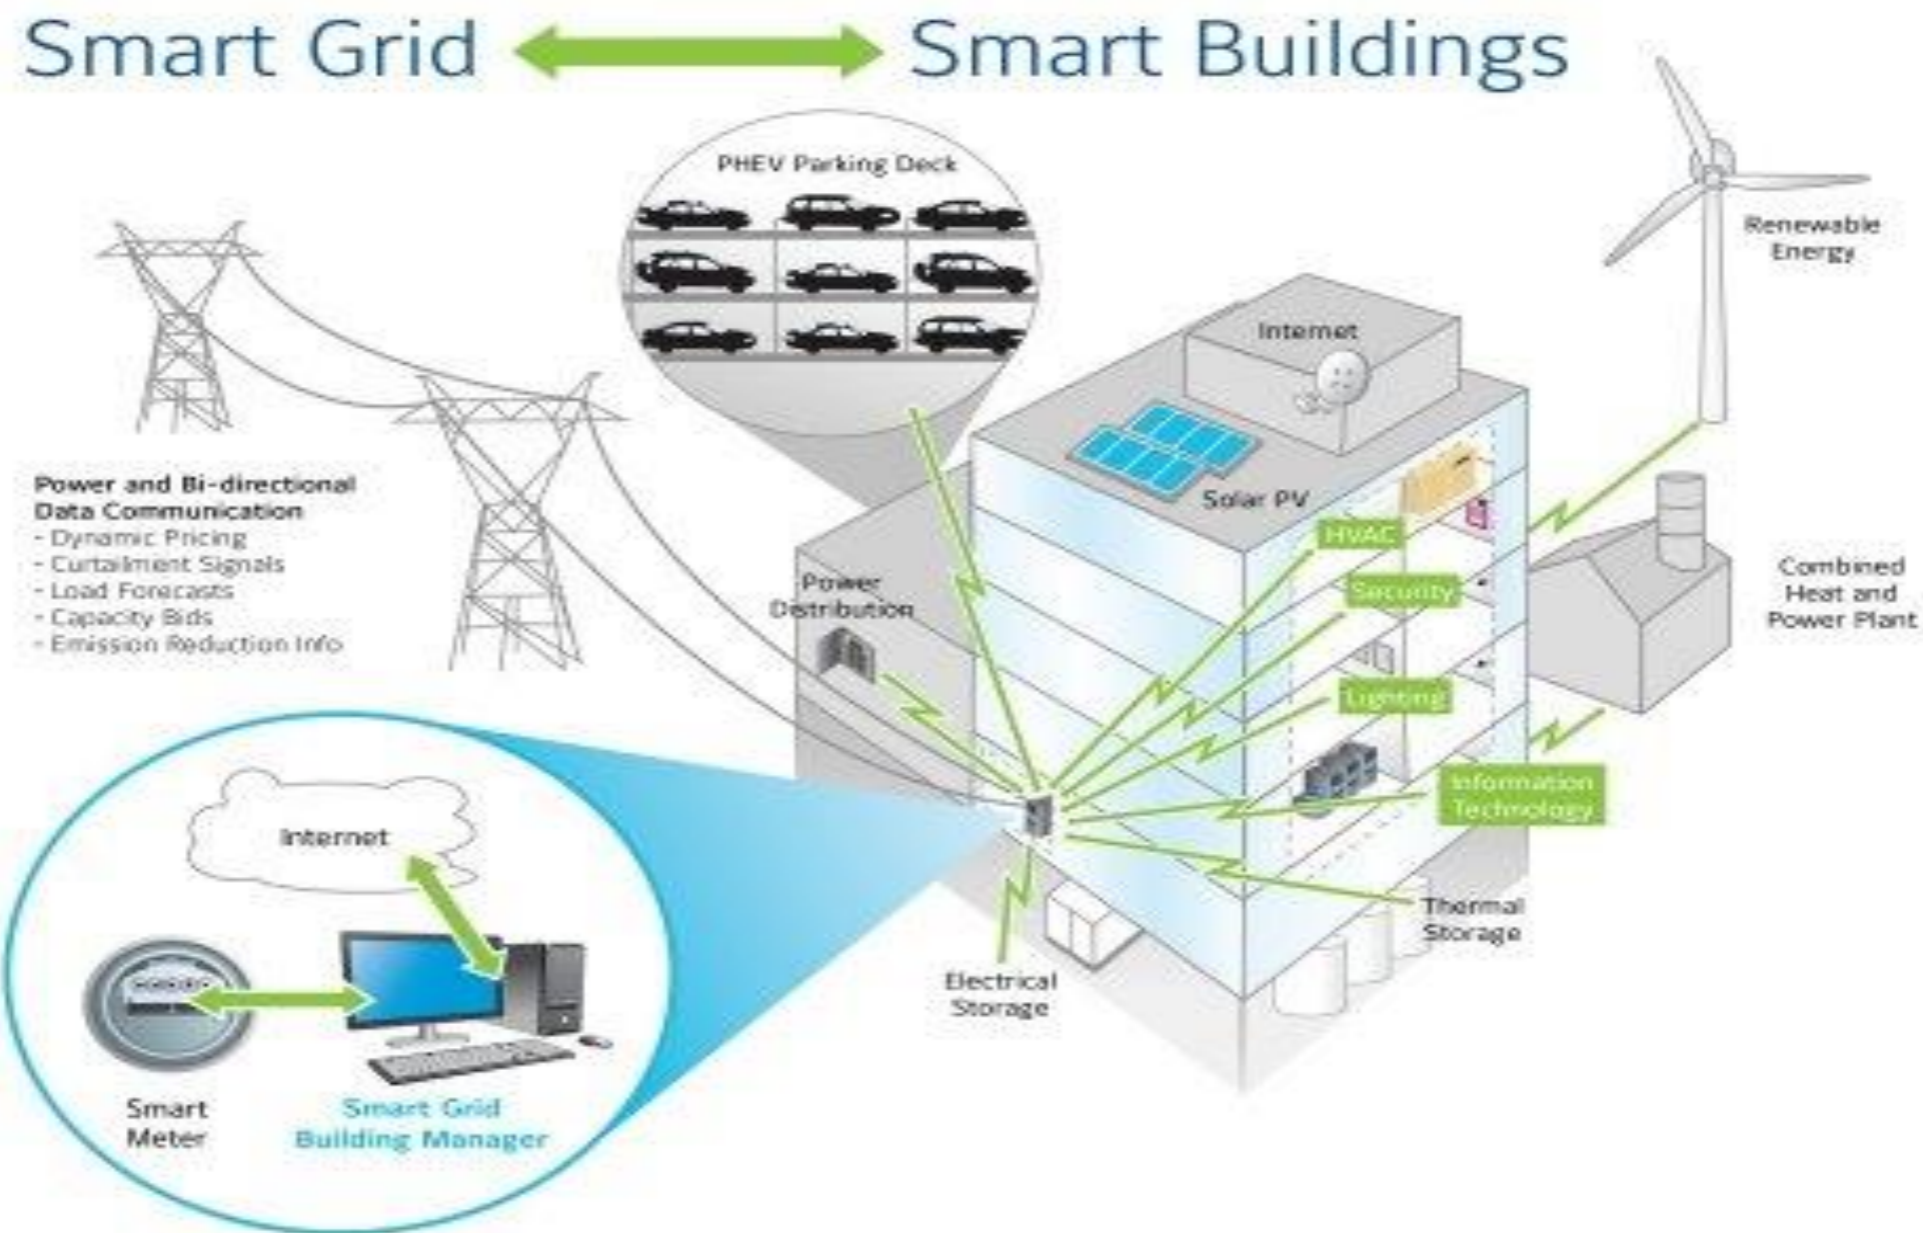 Smart Grid Smart Buildings
PHEV Parking Deck
Renewable
Energy
Internet
Solar PV
Power and Bi-directional
Data Communication
- Dynamic Pricing
- Curtailment Signals
- Load Forecasts
- Capacity Bids
- Emission Reduction Info
Power
Distribution
HVAC
Security
Lighting
Information
Technology
Combined
Heat and
Power Plant
Thermal
Storage
Electrical
Storage
Internet
Smart
Meter
Smart Grid
Building Manager